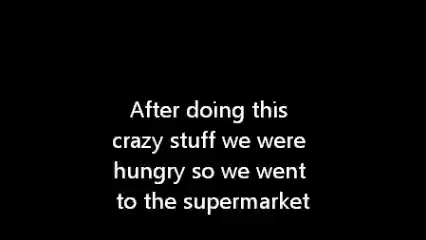 After doing this
crazy stuff we were
hungry so we went
to the supermarket